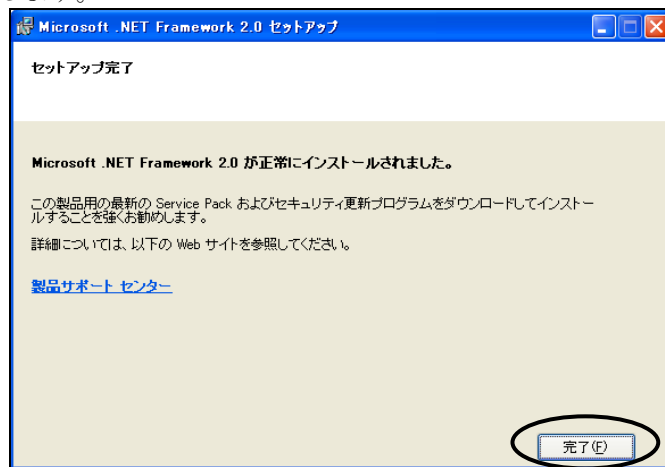 Microsoft .NET Framework 2.0 セットアップ
セットアップ完了
Microsoft .NET Framework 2.0 が正常にインストールされました。
この製品用の最新の Service Pack およびセキュリティ更新プログラムをダウンロードしてインストー
ルすることを強くお勧めします。
詳細については、以下の Web サイトを参照してください。
製品サポート センター
完了(F)